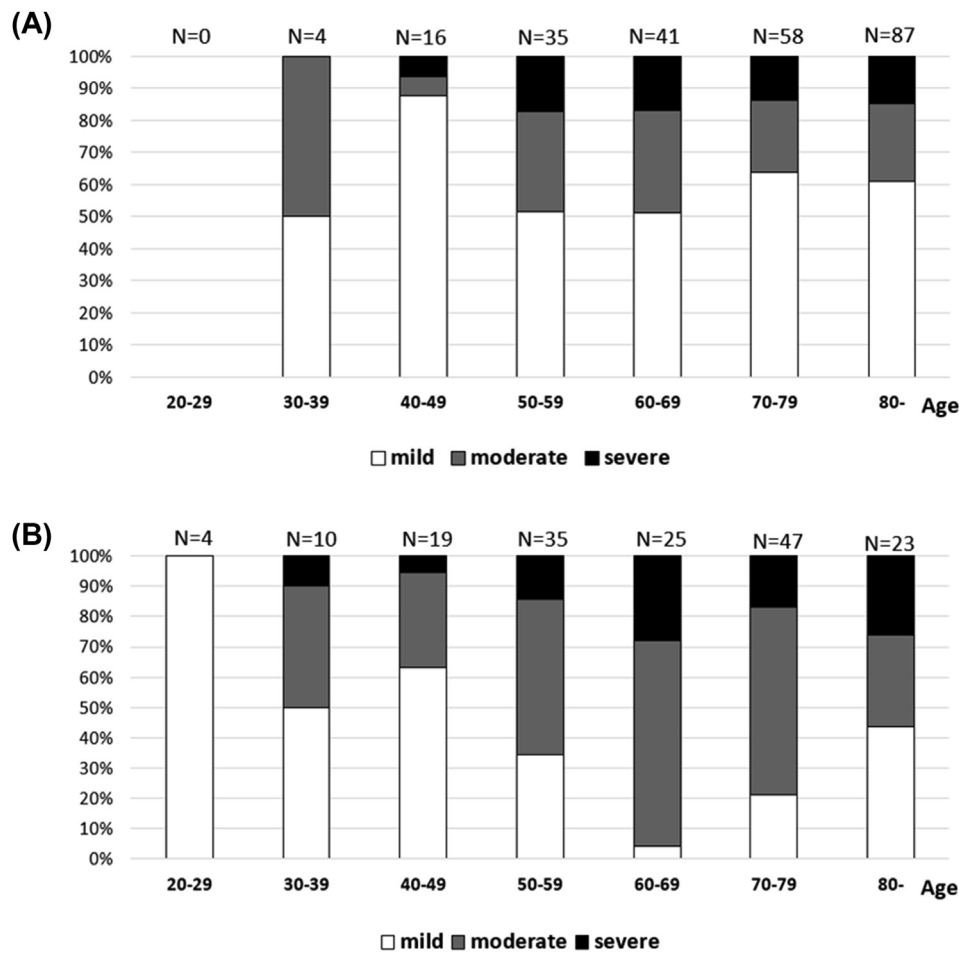 (A)
N=0 N=4 N=16 N=35 N=41 N=58 N=87
100%
90%
80%
70%
60%
50%
40%
30%
20%
10%
0%
20-29 30-39 40-49 50-59 60-69 70-79 80- Age
mild moderate severe
(B)
N=4 N=10 N=19 N=35 N=25 N=47 N=23
100%
90%
80%
70%
60%
50%
40%
30%
20%
10%
0%
20-29 30-39 40-49 50-59 60-69 70-79 80- Age
mild moderate severe